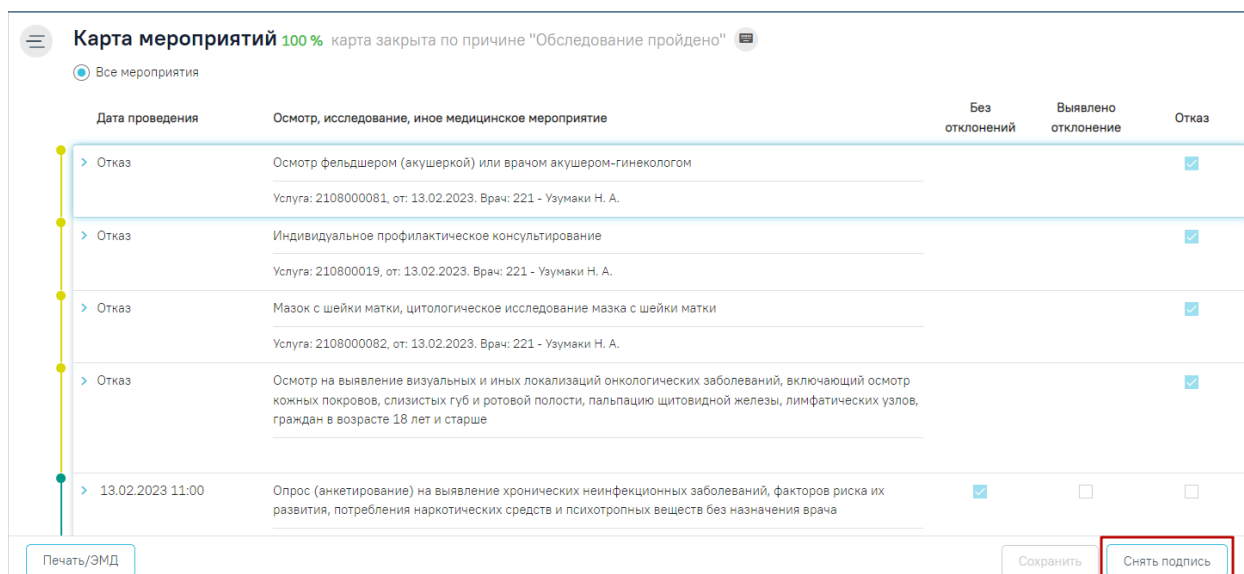 Карта мероприятий 100 % карта закрыта по причине "Обследование пройдено"
Все мероприятия
Дата проведения Осмотр, исследование, иное медицинское мероприятие Без отклонений Выявлено отклонение Отказ
Отказ Осмотр фельдшером (акушеркой) или врачом акушером-гинекологом
Услуга: 2108000081, от: 13.02.2023. Врач: 221 - Узумаки Н. А.
Отказ Индивидуальное профилактическое консультирование
Услуга: 210800019, от: 13.02.2023. Врач: 221 - Узумаки Н. А.
Отказ Мазок с шейки матки, цитологическое исследование мазка с шейки матки
Услуга: 2108000082, от: 13.02.2023. Врач: 221 - Узумаки Н. А.
Отказ Осмотр на выявление визуальных и иных локализаций онкологических заболеваний, включающий осмотр
кожных покровов, слизистых губ и ротовой полости, пальпацию щитовидной железы, лимфатических узлов,
граждан в возрасте 18 лет и старше
13.02.2023 11:00 Опрос (анкетирование) на выявление хронических неинфекционных заболеваний, факторов риска их
развития, потребления наркотических средств и психотропных веществ без назначения врача
Печать/ЭМД Сохранить Снять подпись